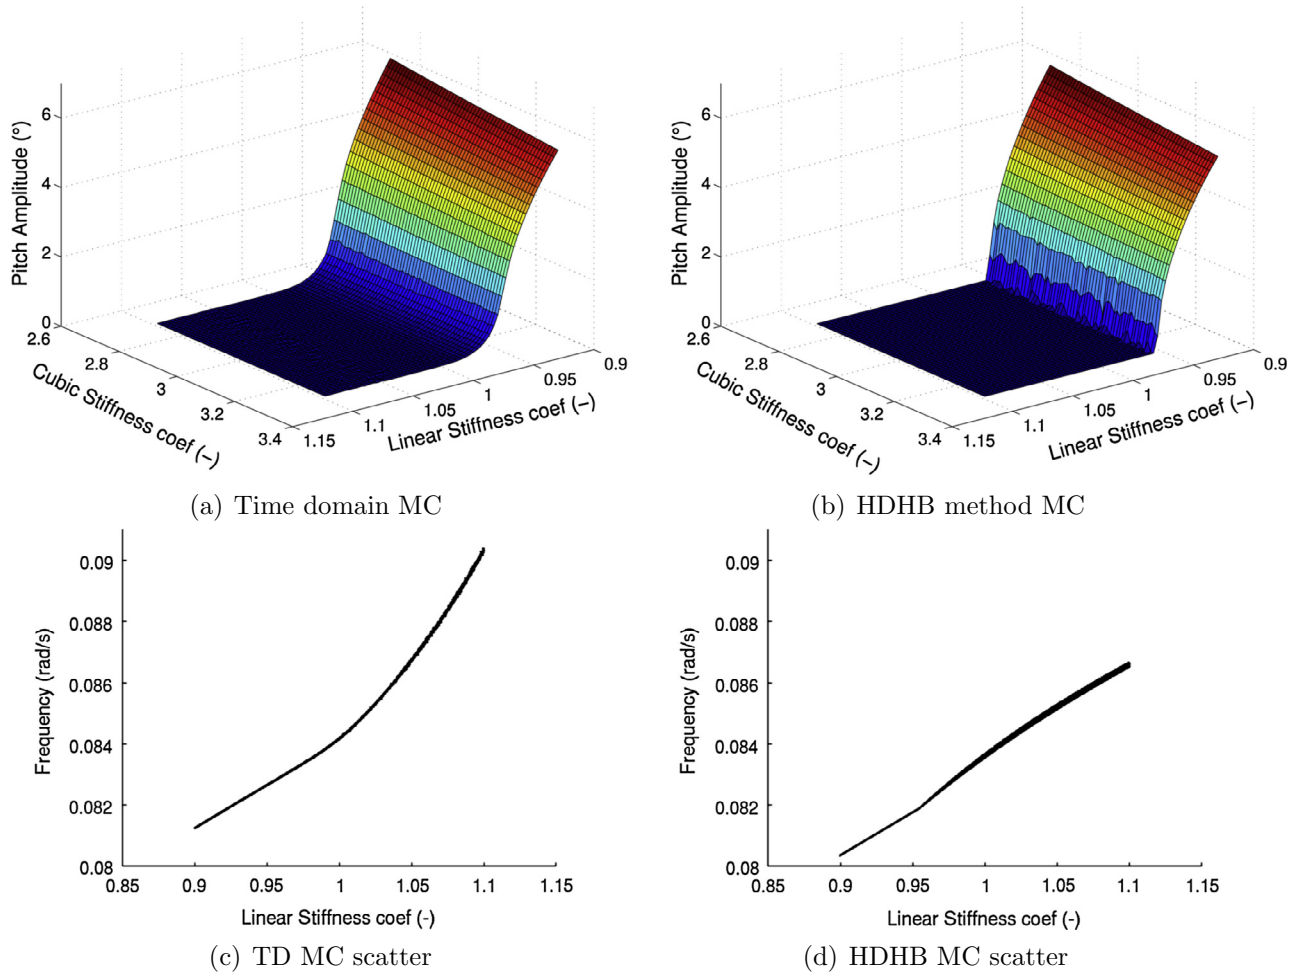 6
4
2
0
Pitch Amplitude (°)
2.6
2.8
3
3.2
3.4
Cubic Stiffness coef (–)
1.15
1.1
1.05
1
0.95
0.9
Linear Stiffness coef (–)
(a) Time domain MC
6
4
2
0
Pitch Amplitude (°)
2.6
2.8
3
3.2
3.4
Cubic Stiffness coef (–)
1.15
1.1
1.05
1
0.95
0.9
Linear Stiffness coef (–)
(b) HDHB method MC
0.09
0.088
0.086
0.084
0.082
0.08
Frequency (rad/s)
0.85 0.9 0.95 1 1.05 1.1 1.15
Linear Stiffness coef (-)
(c) TD MC scatter
0.09
0.088
0.086
0.084
0.082
0.08
Frequency (rad/s)
0.85 0.9 0.95 1 1.05 1.1 1.15
Linear Stiffness coef (-)
(d) HDHB MC scatter